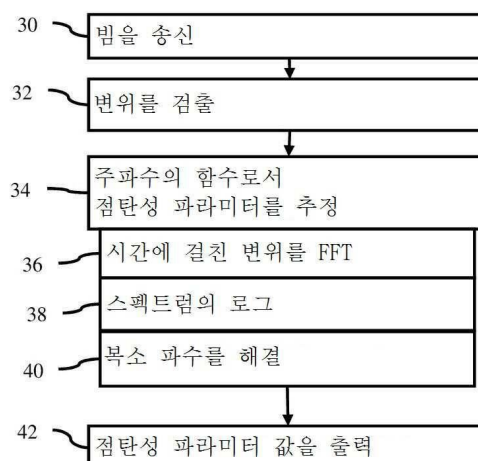 30 빔을 송신
32 변위를 검출
34 주파수의 함수로서
점탄성 파라미터를 추정
36 시간에 걸친 변위를 FFT
38 스펙트럼의 로그
40 복소 파수를 해결
42 점탄성 파라미터 값을 출력